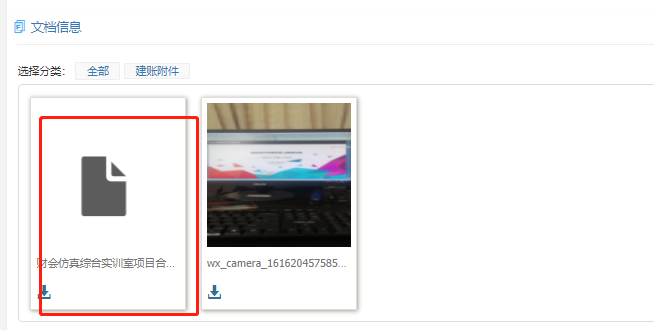 文档信息
选择分类： 全部 建账附件
财会仿真综合实训室项目合...
wx_camera_161620457585...